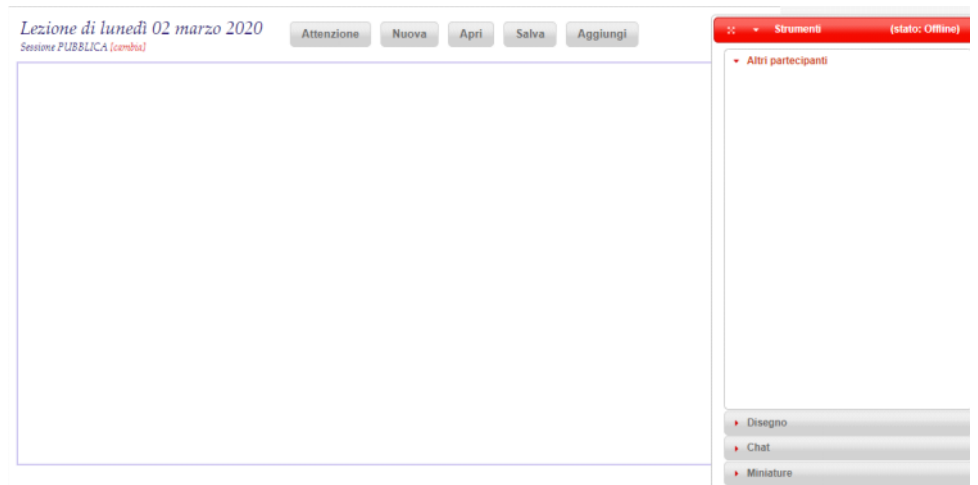 Lezione di lunedì 02 marzo 2020
Sessione PUBBLICA [cambia]
Attenzione
Nuova
Apri
Salva
Aggiungi
Strumenti (stato: Offline)
Altri partecipanti
Disegno
Chat
Miniature